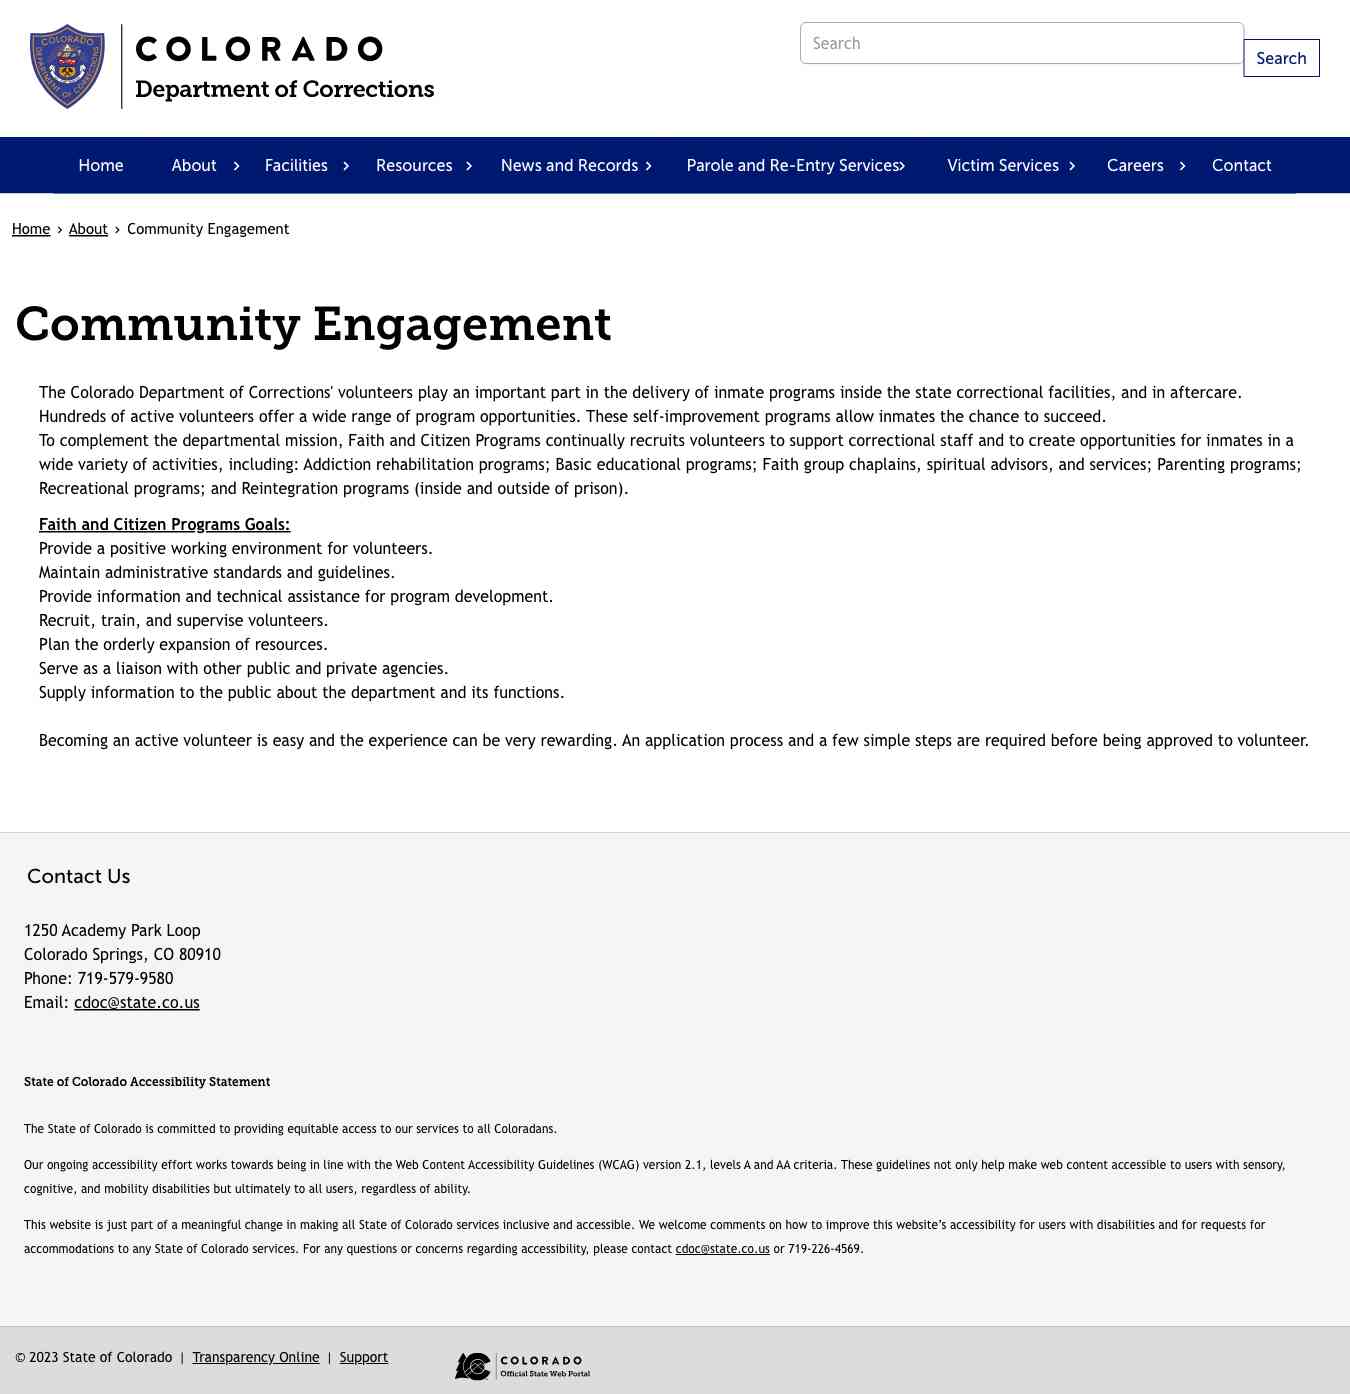 COLORADO
Department of Corrections
Search
Search
Home
About
Facilities
Resources
News and Records
Parole and Re-Entry Services
Victim Services
Careers
Contact
Home › About › Community Engagement
Community Engagement
The Colorado Department of Corrections' volunteers play an important part in the delivery of inmate programs inside the state correctional facilities, and in aftercare.
Hundreds of active volunteers offer a wide range of program opportunities. These self-improvement programs allow inmates the chance to succeed.
To complement the departmental mission, Faith and Citizen Programs continually recruits volunteers to support correctional staff and to create opportunities for inmates in a
wide variety of activities, including: Addiction rehabilitation programs; Basic educational programs; Faith group chaplains, spiritual advisors, and services; Parenting programs;
Recreational programs; and Reintegration programs (inside and outside of prison).
Faith and Citizen Programs Goals:
Provide a positive working environment for volunteers.
Maintain administrative standards and guidelines.
Provide information and technical assistance for program development.
Recruit, train, and supervise volunteers.
Plan the orderly expansion of resources.
Serve as a liaison with other public and private agencies.
Supply information to the public about the department and its functions.
Becoming an active volunteer is easy and the experience can be very rewarding. An application process and a few simple steps are required before being approved to volunteer.
Contact Us
1250 Academy Park Loop
Colorado Springs, CO 80910
Phone: 719-579-9580
Email: cdoc@state.co.us
State of Colorado Accessibility Statement
The State of Colorado is committed to providing equitable access to our services to all Coloradans.
Our ongoing accessibility effort works towards being in line with the Web Content Accessibility Guidelines (WCAG) version 2.1, levels A and AA criteria. These guidelines not only help make web content accessible to users with sensory,
cognitive, and mobility disabilities but ultimately to all users, regardless of ability.
This website is just part of a meaningful change in making all State of Colorado services inclusive and accessible. We welcome comments on how to improve this website's accessibility for users with disabilities and for requests for
accommodations to any State of Colorado services. For any questions or concerns regarding accessibility, please contact cdoc@state.co.us or 719-226-4569.
© 2023 State of Colorado | Transparency Online | Support
COLORADO
Official State Web Portal